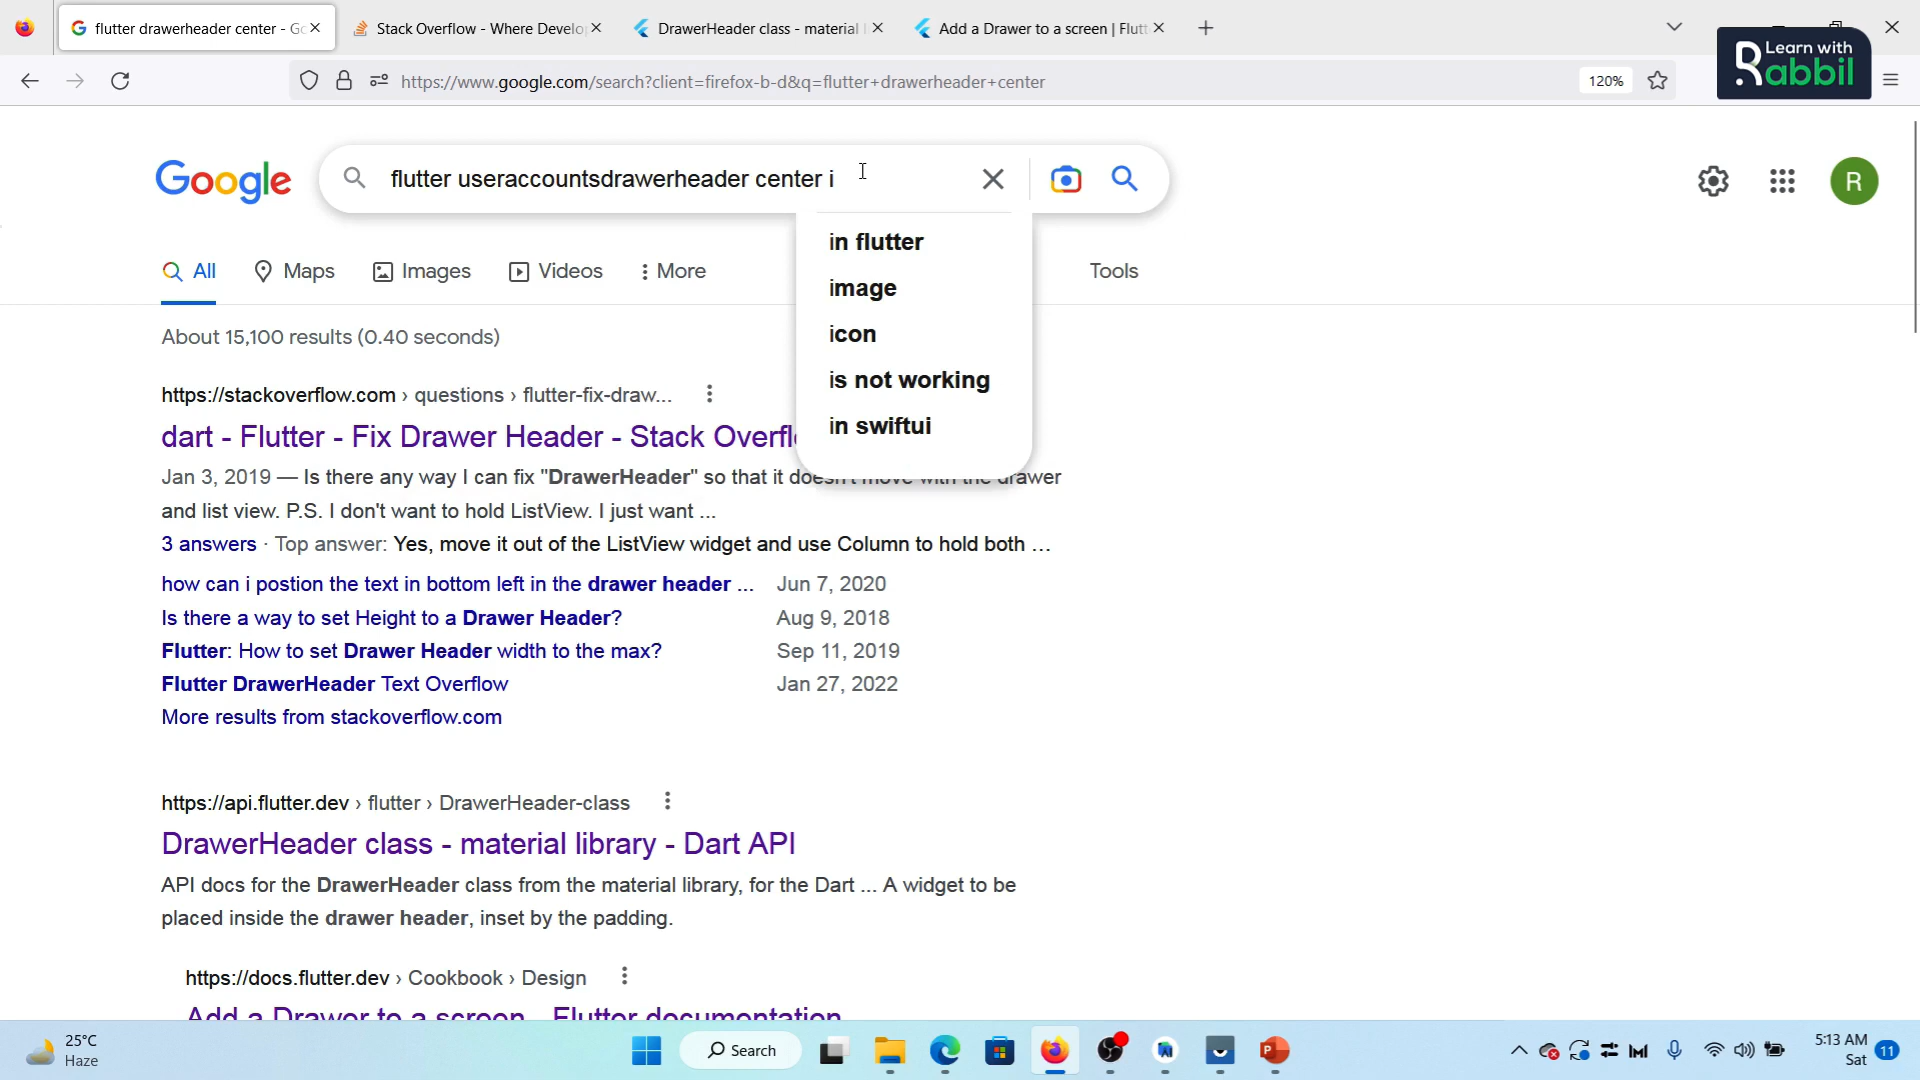 flutter drawerheader center - Go
Stack Overflow - Where Develop
DrawerHeader class - material l
Add a Drawer to a screen | Flutt
https://www.google.com/search?client=firefox-b-d&q=flutter+drawerheader+center
120%
Learn with
Rabbil
Google
flutter useraccountsdrawerheader center i
R
in flutter
image
icon
is not working
in swiftui
All
Maps
Images
Videos
More
Tools
About 15,100 results (0.40 seconds)
https://stackoverflow.com › questions › flutter-fix-draw...
dart - Flutter - Fix Drawer Header - Stack Overfl
Jan 3, 2019 — Is there any way I can fix "DrawerHeader" so that it doesn't move with the drawer
and list view. P.S. I don't want to hold ListView. I just want ...
3 answers · Top answer: Yes, move it out of the ListView widget and use Column to hold both ...
how can i postion the text in bottom left in the drawer header ... Jun 7, 2020
Is there a way to set Height to a Drawer Header? Aug 9, 2018
Flutter: How to set Drawer Header width to the max? Sep 11, 2019
Flutter DrawerHeader Text Overflow Jan 27, 2022
More results from stackoverflow.com
https://api.flutter.dev › flutter › DrawerHeader-class
DrawerHeader class - material library - Dart API
API docs for the DrawerHeader class from the material library, for the Dart ... A widget to be
placed inside the drawer header, inset by the padding.
https://docs.flutter.dev › Cookbook › Design
Add a Drawer to a screen - Flutter documentation
25°C
Haze
Search
5:13 AM
Sat
11